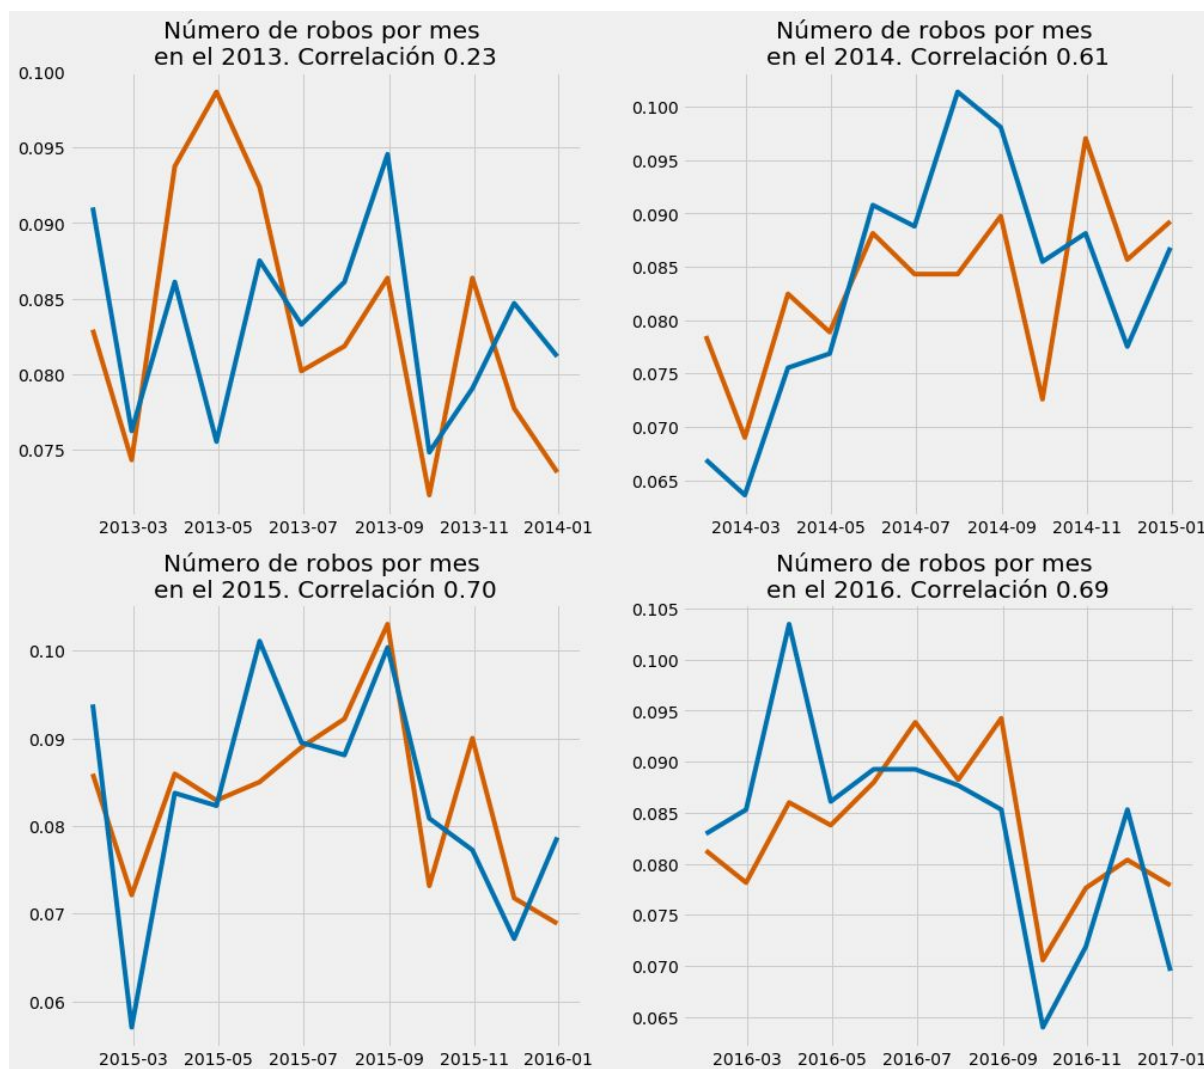 Número de robos por mes
en el 2013. Correlación 0.23
0.100
0.095
0.090
0.085
0.080
0.075
2013-03 2013-05 2013-07 2013-09 2013-11 2014-01
Número de robos por mes
en el 2014. Correlación 0.61
0.100
0.095
0.090
0.085
0.080
0.075
0.070
0.065
2014-03 2014-05 2014-07 2014-09 2014-11 2015-01
Número de robos por mes
en el 2015. Correlación 0.70
0.10
0.09
0.08
0.07
0.06
2015-03 2015-05 2015-07 2015-09 2015-11 2016-01
Número de robos por mes
en el 2016. Correlación 0.69
0.105
0.100
0.095
0.090
0.085
0.080
0.075
0.070
0.065
2016-03 2016-05 2016-07 2016-09 2016-11 2017-01